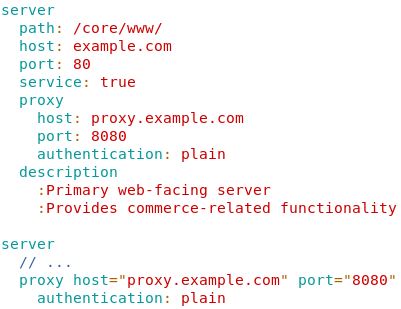 server
  path: /core/www/
  host: example.com
  port: 80
  service: true
  proxy
    host: proxy.example.com
    port: 8080
    authentication: plain
  description
    :Primary web-facing server
    :Provides commerce-related functionality

server
  // ...
  proxy host="proxy.example.com" port="8080"
    authentication: plain